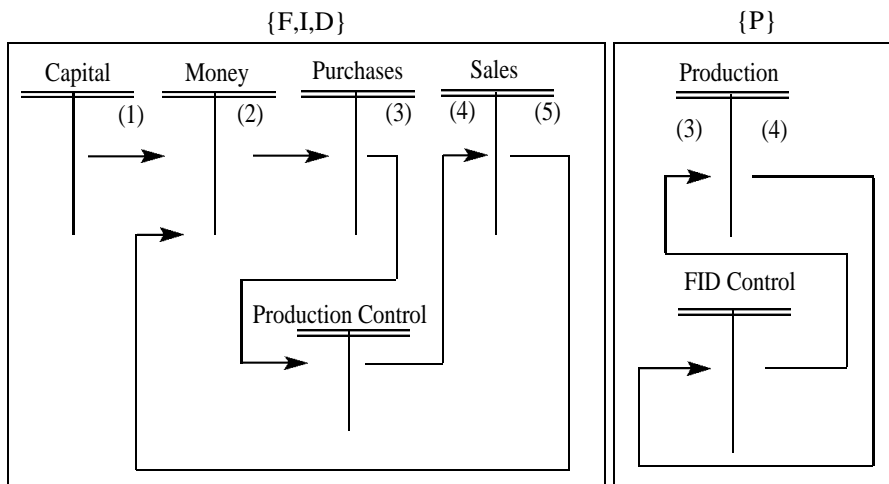 {F,I,D}
Capital Money Purchases Sales
(1) (2) (3) (4) (5)
Production Control
{P}
Production
(3) (4)
FID Control